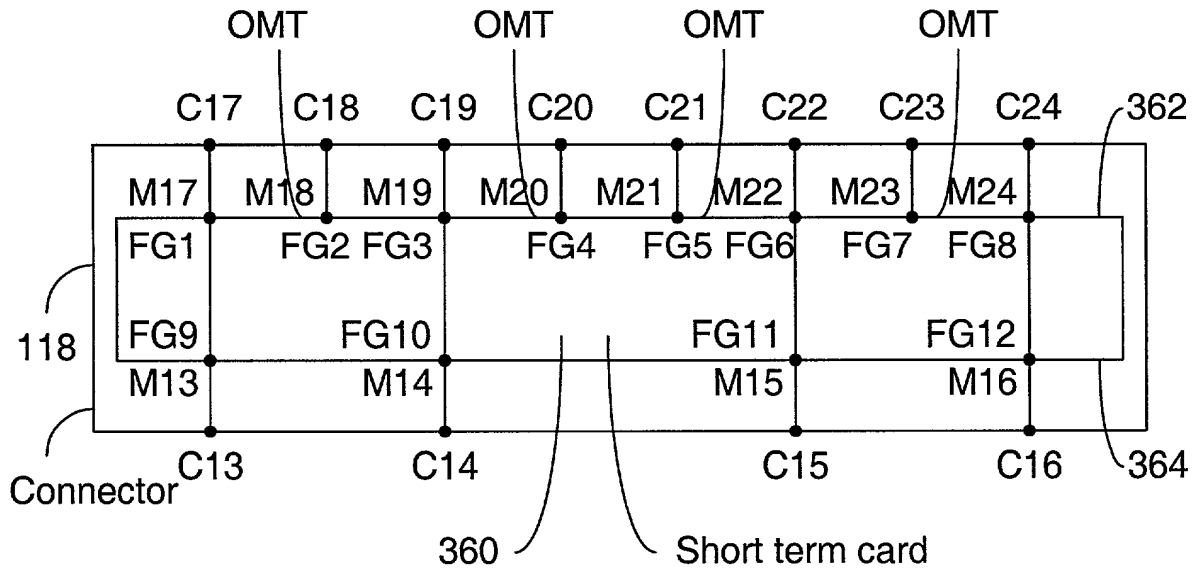 OMT OMT OMT OMT
C17 C18 C19 C20 C21 C22 C23 C24 362
M17 M18 M19 M20 M21 M22 M23 M24
FG1 FG2 FG3 FG4 FG5 FG6 FG7 FG8
118 FG9 FG10 FG11 FG12
M13 M14 M15 M16
C13 C14 C15 C16 364
Connector
360 Short term card